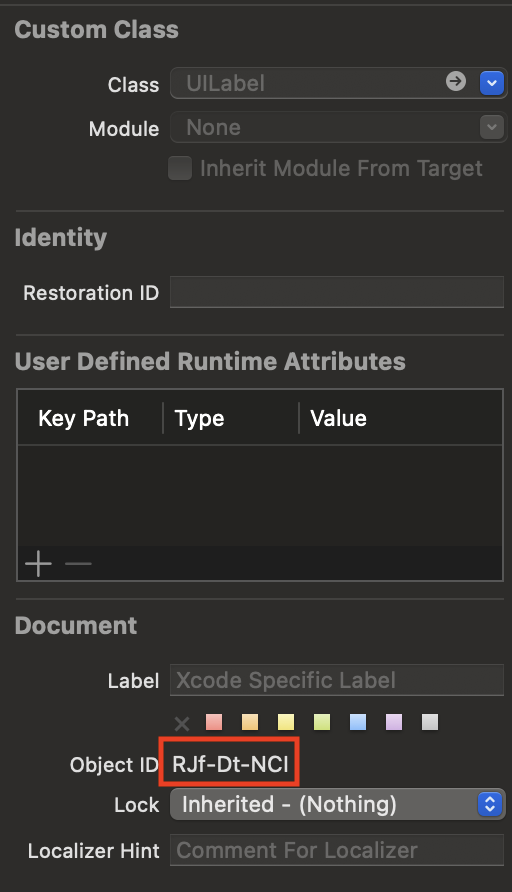 Custom Class
Class UILabel
Module None
Inherit Module From Target
Identity
Restoration ID
User Defined Runtime Attributes
Key Path Type Value
Document
Label Xcode Specific Label
Object ID RJf-Dt-NCI
Lock Inherited - (Nothing)
Localizer Hint Comment For Localizer